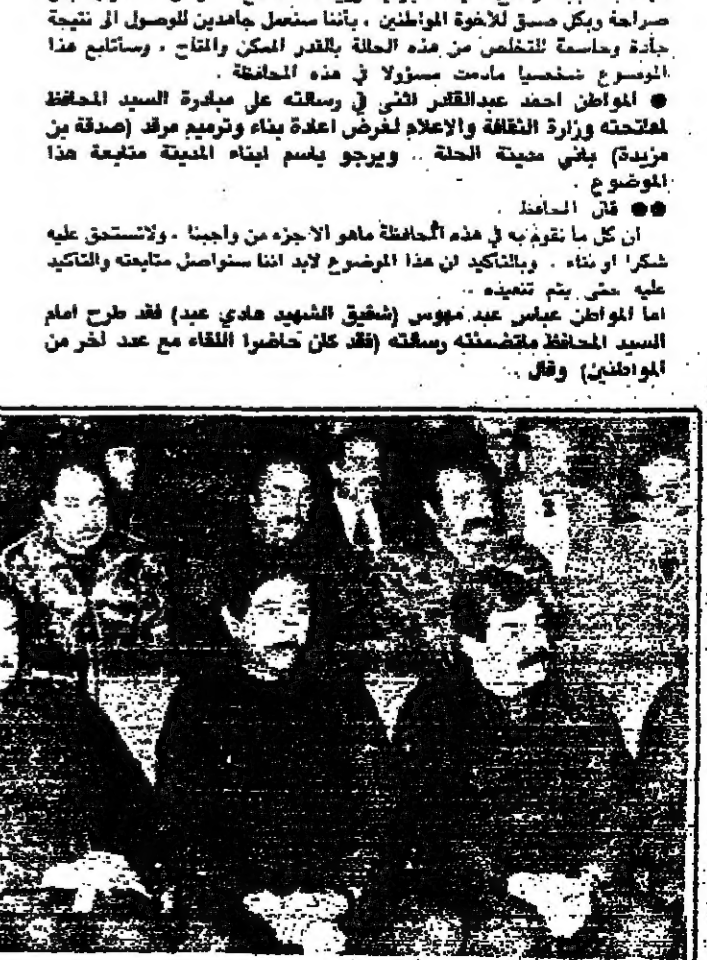 صراحة وبكل صدق للاخوة المواطنين ، بأننا سنعمل جاهدين للوصول الى نتيجة
جادة وحاسمة للتخلص من هذه الحالة بالقدر الممكن والمتاح . وسأتابع هذا
الموضوع شخصيا مادمت مسؤولا في هذه المحافظة .
● المواطن احمد عبدالقادر اثنى في رسالته على مبادرة السيد المحافظ
لمفاتحته وزارة الثقافة والاعلام لغرض اعادة بناء وترميم مرقد (صدقة بن
مزيدة) باني مدينة الحلة .. ويرجو باسم ابناء المدينة متابعة هذا
الموضوع .
●● قال المحافظ .
ان كل ما نقوم به في هذه المحافظة ماهو الاجزء من واجبنا . ولانستحق عليه
شكرا او ثناء . وبالتأكيد ان هذا الموضوع لابد اننا سنواصل متابعته والتأكيد
عليه حتى يتم تنفيذه ..
اما المواطن عباس عبد مهوس (شقيق الشهيد هادي عبد) فقد طرح امام
السيد المحافظ ماتضمنته رسالته (فقد كان حاضرا اللقاء مع عدد اخر من
المواطنين) وقال ..